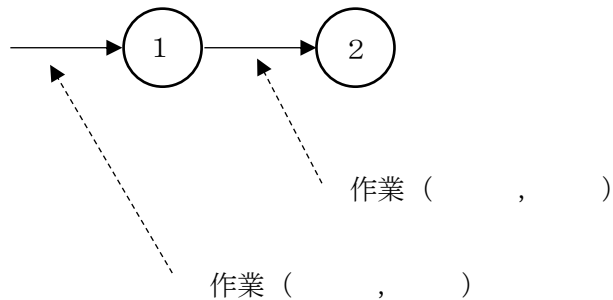 1 2
作業（　　　,　　　）
作業（　　　,　　　）